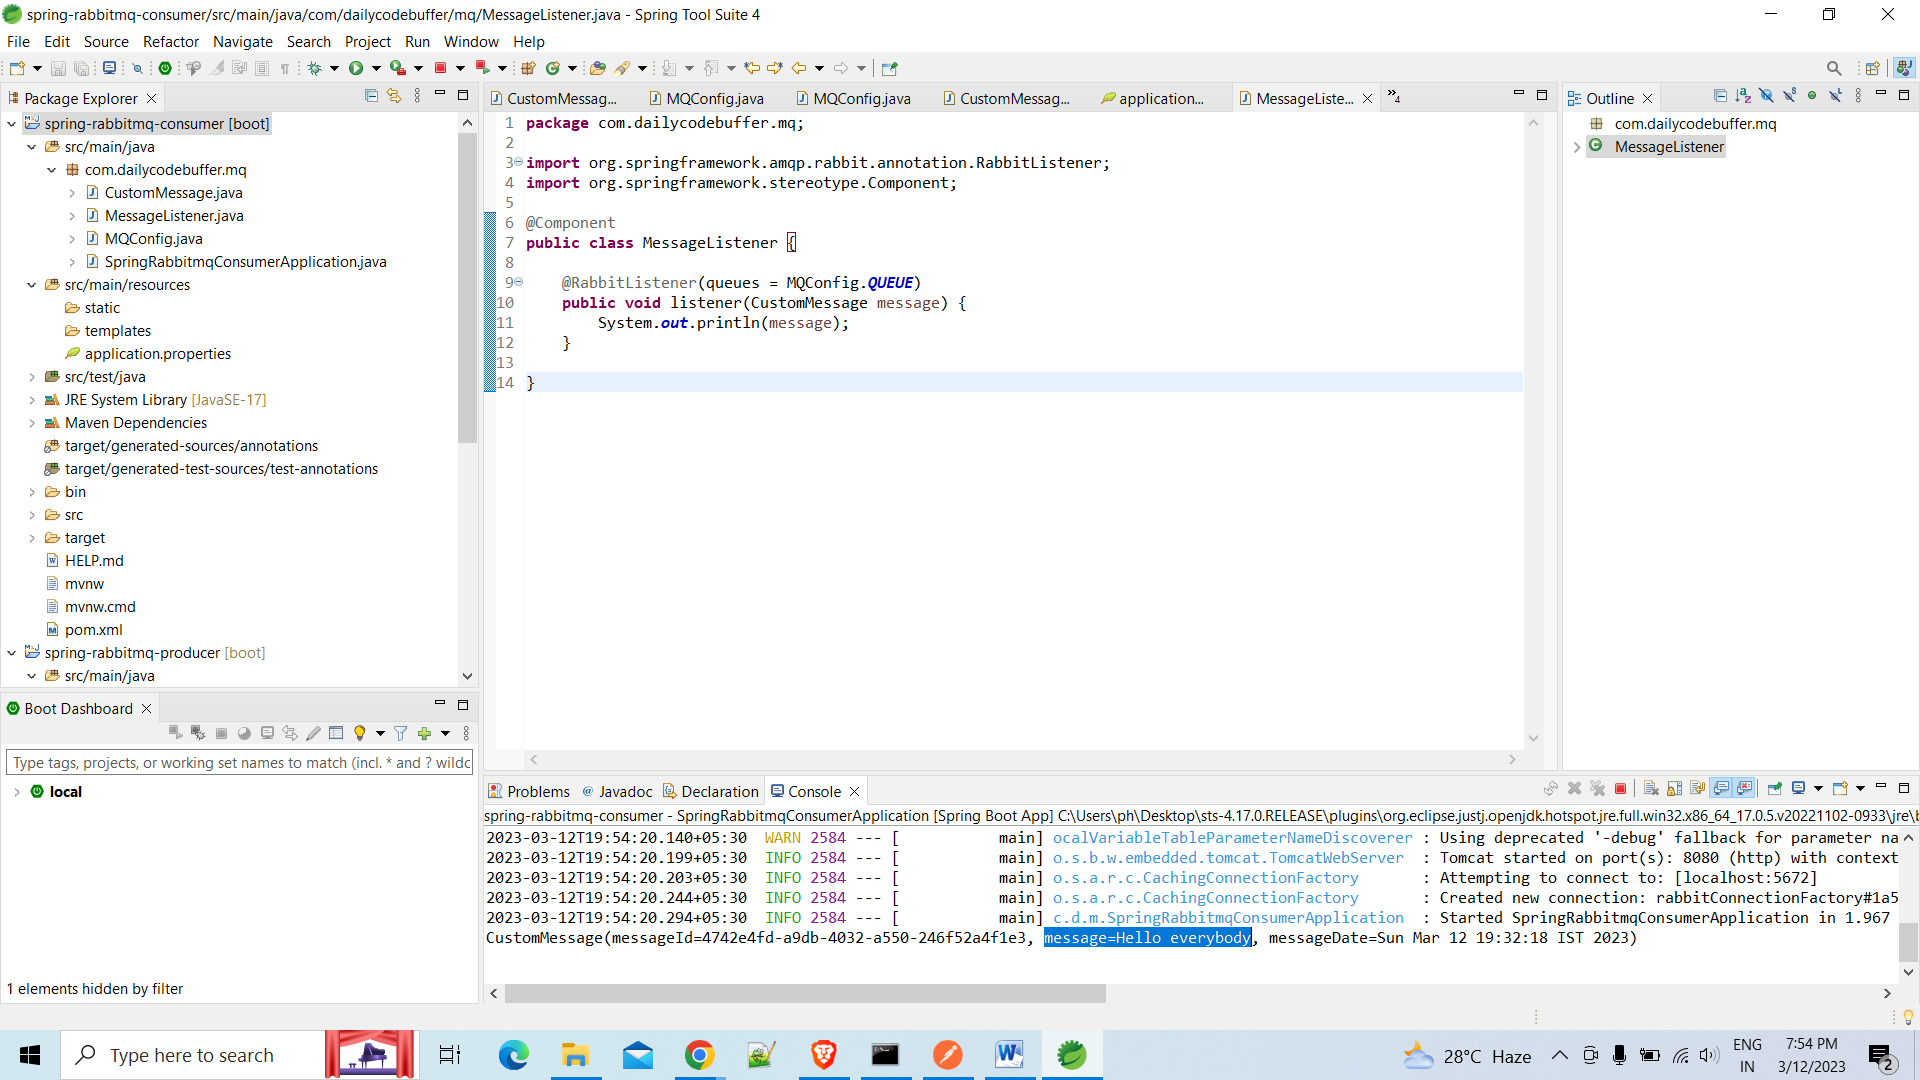 spring-rabbitmq-consumer/src/main/java/com/dailycodebuffer/mq/MessageListener.java - Spring Tool Suite 4
File Edit Source Refactor Navigate Search Project Run Window Help
Package Explorer
spring-rabbitmq-consumer [boot]
src/main/java
com.dailycodebuffer.mq
CustomMessage.java
MessageListener.java
MQConfig.java
SpringRabbitmqConsumerApplication.java
src/main/resources
static
templates
application.properties
src/test/java
JRE System Library [JavaSE-17]
Maven Dependencies
target/generated-sources/annotations
target/generated-test-sources/test-annotations
bin
src
target
HELP.md
mvnw
mvnw.cmd
pom.xml
spring-rabbitmq-producer [boot]
src/main/java
Boot Dashboard
Type tags, projects, or working set names to match (incl. * and ? wildc
local
1 elements hidden by filter
CustomMessag... MQConfig.java MQConfig.java CustomMessag... application... MessageListe... »4
1 package com.dailycodebuffer.mq;
2
3 import org.springframework.amqp.rabbit.annotation.RabbitListener;
4 import org.springframework.stereotype.Component;
5
6 @Component
7 public class MessageListener {
8
9 @RabbitListener(queues = MQConfig.QUEUE)
10 public void listener(CustomMessage message) {
11 System.out.println(message);
12 }
13
14 }
Outline
com.dailycodebuffer.mq
MessageListener
Problems @ Javadoc Declaration Console
spring-rabbitmq-consumer - SpringRabbitmqConsumerApplication [Spring Boot App] C:\Users\ph\Desktop\sts-4.17.0.RELEASE\plugins\org.eclipse.justj.openjdk.hotspot.jre.full.win32.x86_64_17.0.5.v20221102-0933\jre\b
2023-03-12T19:54:20.140+05:30 WARN 2584 --- [ main] ocalVariableTableParameterNameDiscoverer : Using deprecated '-debug' fallback for parameter na
2023-03-12T19:54:20.199+05:30 INFO 2584 --- [ main] o.s.b.w.embedded.tomcat.TomcatWebServer : Tomcat started on port(s): 8080 (http) with context
2023-03-12T19:54:20.203+05:30 INFO 2584 --- [ main] o.s.a.r.c.CachingConnectionFactory : Attempting to connect to: [localhost:5672]
2023-03-12T19:54:20.244+05:30 INFO 2584 --- [ main] o.s.a.r.c.CachingConnectionFactory : Created new connection: rabbitConnectionFactory#1a5
2023-03-12T19:54:20.294+05:30 INFO 2584 --- [ main] c.d.m.SpringRabbitmqConsumerApplication : Started SpringRabbitmqConsumerApplication in 1.967
CustomMessage(messageId=4742e4fd-a9db-4032-a550-246f52a4f1e3, message=Hello everybody, messageDate=Sun Mar 12 19:32:18 IST 2023)
Type here to search
28°C Haze
ENG
IN
7:54 PM
3/12/2023
2